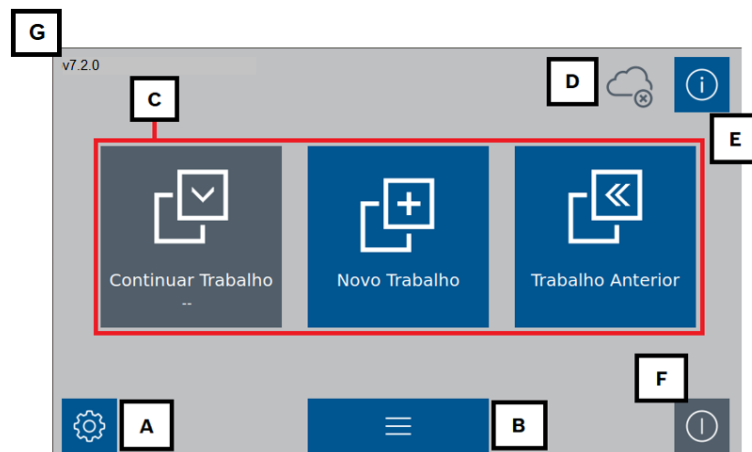 G
v7.2.0
D
C
E
Continuar Trabalho
--
Novo Trabalho
Trabalho Anterior
F
A
B